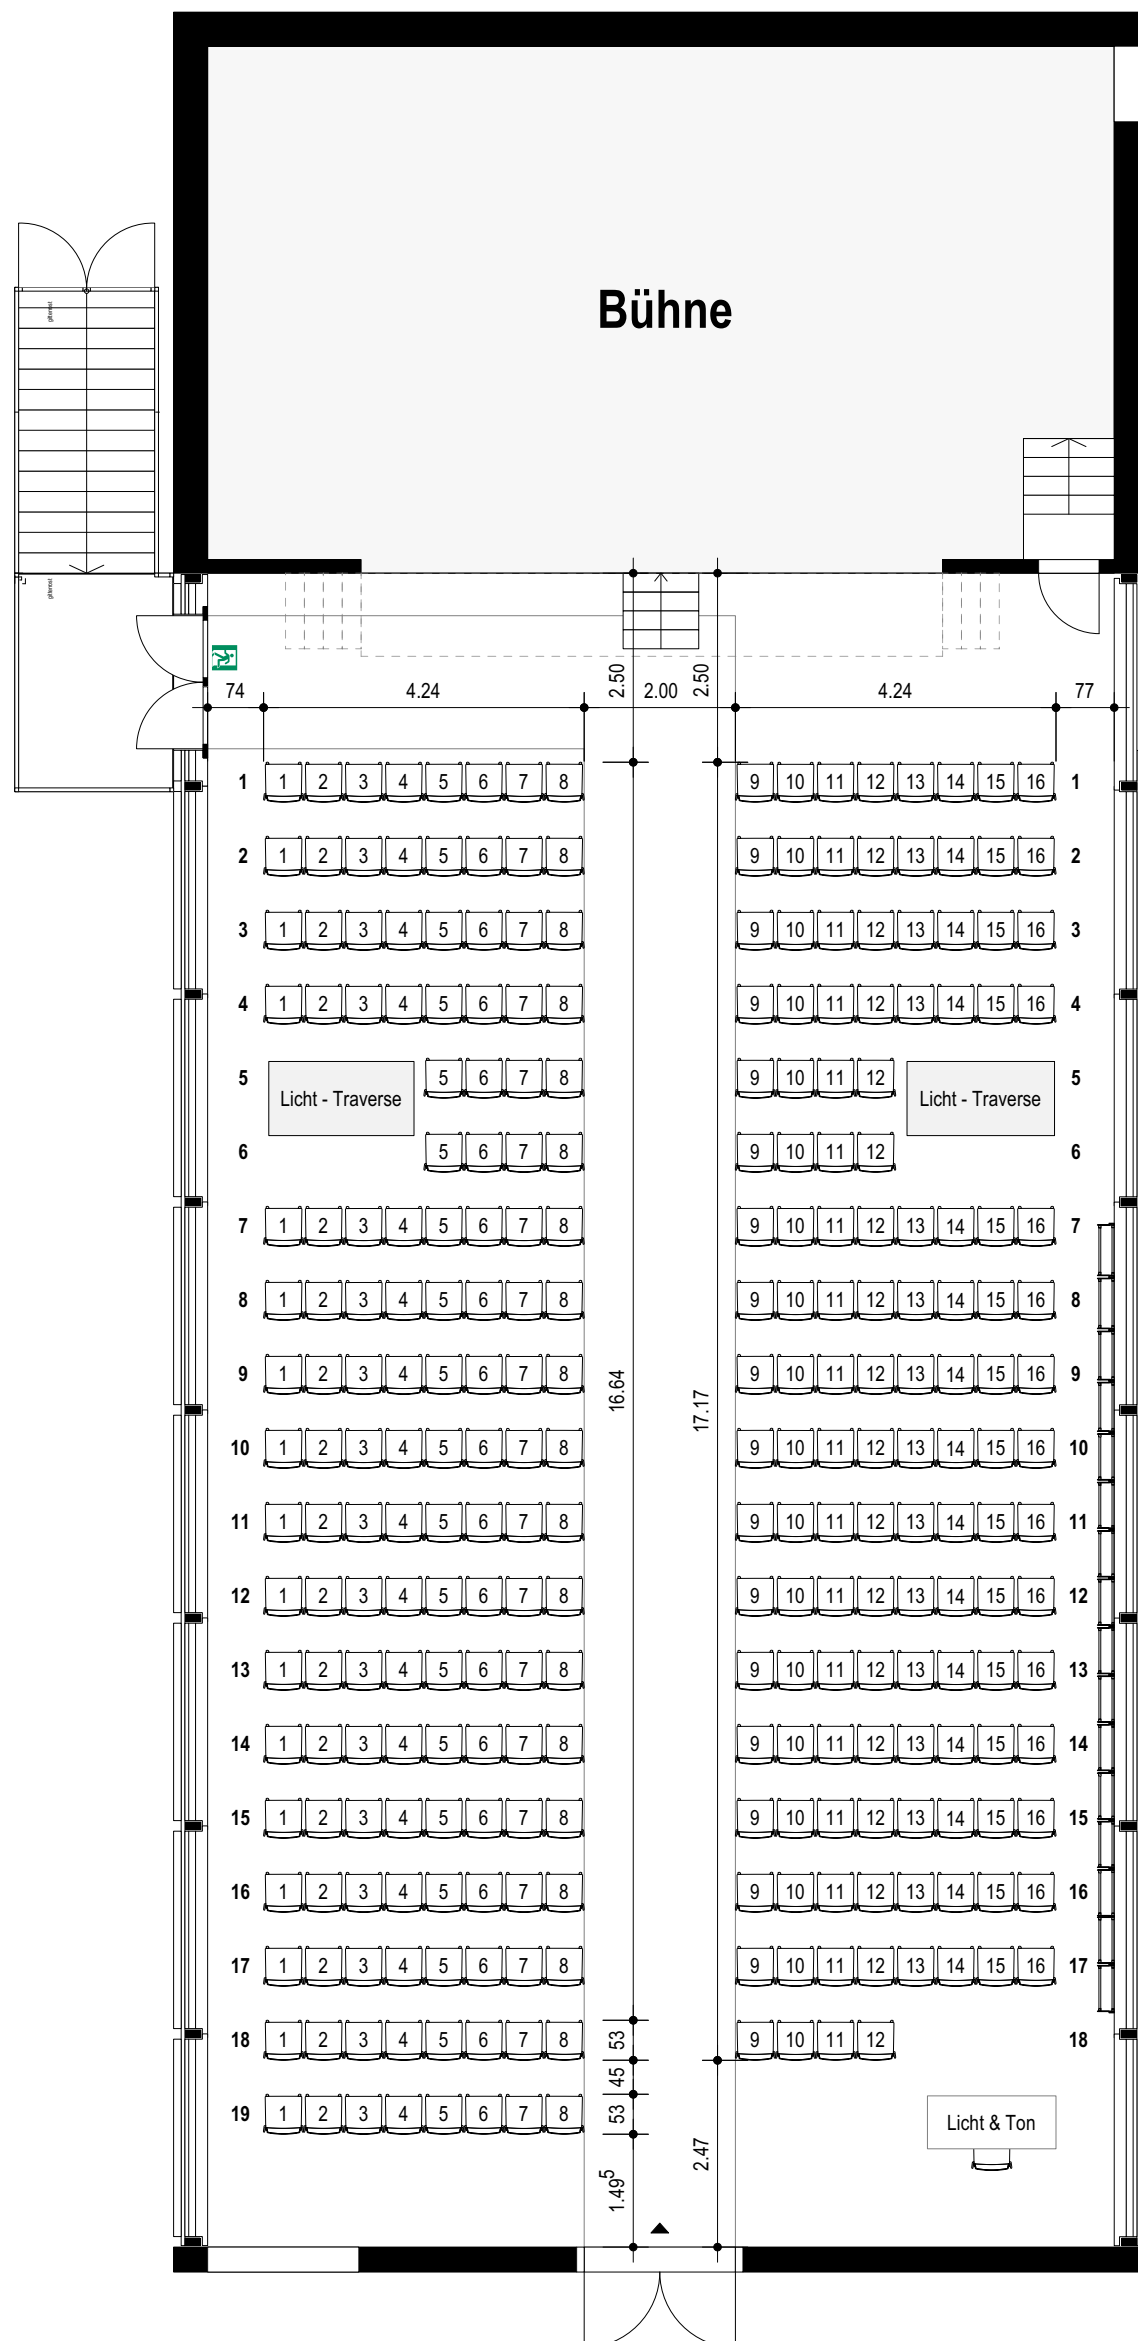 Bühne
gitterrost
gitterrost
74 4.24 2.50 2.00 2.50 4.24 77
1 1 2 3 4 5 6 7 8 9 10 11 12 13 14 15 16 1
2 1 2 3 4 5 6 7 8 9 10 11 12 13 14 15 16 2
3 1 2 3 4 5 6 7 8 9 10 11 12 13 14 15 16 3
4 1 2 3 4 5 6 7 8 9 10 11 12 13 14 15 16 4
5 5 6 7 8 9 10 11 12 5
Licht - Traverse Licht - Traverse
6 5 6 7 8 9 10 11 12 6
7 1 2 3 4 5 6 7 8 9 10 11 12 13 14 15 16 7
8 1 2 3 4 5 6 7 8 9 10 11 12 13 14 15 16 8
9 1 2 3 4 5 6 7 8 9 10 11 12 13 14 15 16 9
16.64 17.17
10 1 2 3 4 5 6 7 8 9 10 11 12 13 14 15 16 10
11 1 2 3 4 5 6 7 8 9 10 11 12 13 14 15 16 11
12 1 2 3 4 5 6 7 8 9 10 11 12 13 14 15 16 12
13 1 2 3 4 5 6 7 8 9 10 11 12 13 14 15 16 13
14 1 2 3 4 5 6 7 8 9 10 11 12 13 14 15 16 14
15 1 2 3 4 5 6 7 8 9 10 11 12 13 14 15 16 15
16 1 2 3 4 5 6 7 8 9 10 11 12 13 14 15 16 16
17 1 2 3 4 5 6 7 8 9 10 11 12 13 14 15 16 17
18 1 2 3 4 5 6 7 8 53 9 10 11 12 18
45
19 1 2 3 4 5 6 7 8 53
Licht & Ton
1.49⁵ 2.47